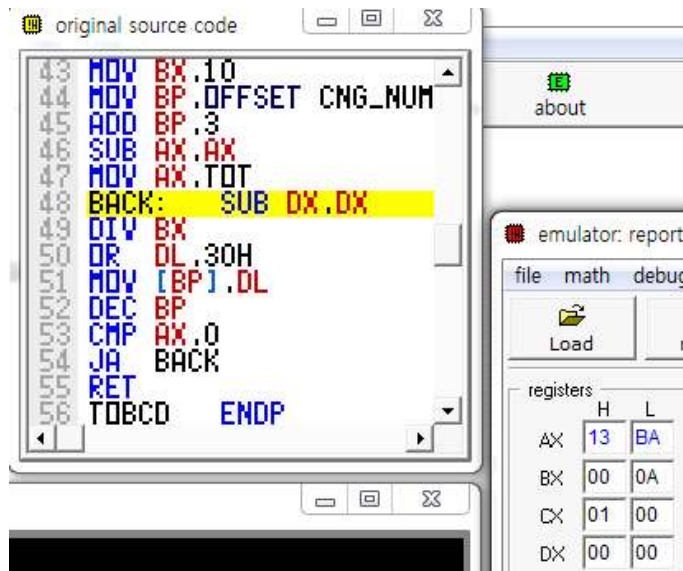 original source code
43 MOV BX,10
44 MOV BP,OFFSET CNG_NUM
45 ADD BP,3
46 SUB AX,AX
47 MOV AX,TOT
48 BACK: SUB DX,DX
49 DIV BX
50 OR DL,30H
51 MOV [BP],DL
52 DEC BP
53 CMP AX,0
54 JA BACK
55 RET
56 TOBCD ENDP
about
emulator: report
file math debug
Load
registers
H L
AX 13 BA
BX 00 0A
CX 01 00
DX 00 00